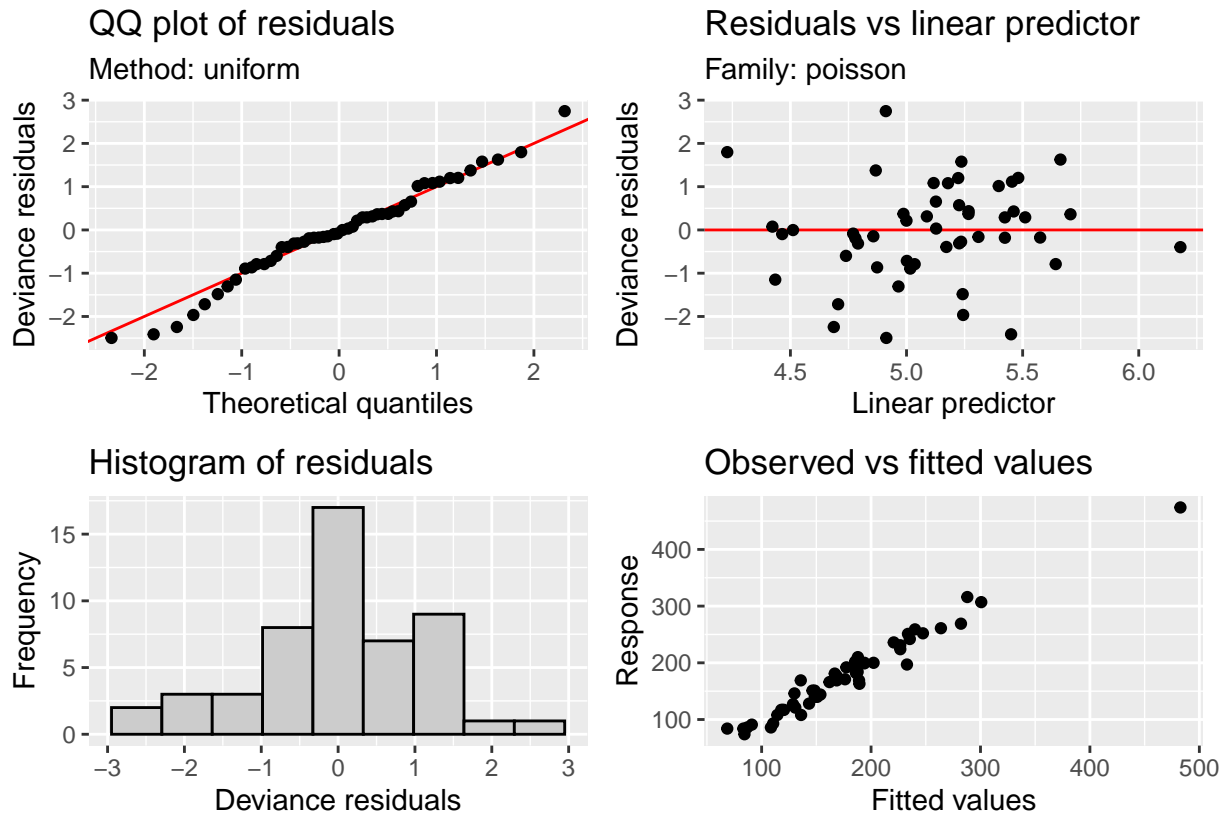 QQ plot of residuals
Method: uniform
Deviance residuals
3
2
1
0
−1
−2
−2
−1
0
1
2
Theoretical quantiles
Residuals vs linear predictor
Family: poisson
Deviance residuals
3
2
1
0
−1
−2
4.5
5.0
5.5
6.0
Linear predictor
Histogram of residuals
Frequency
15
10
5
0
−3
−2
−1
0
1
2
3
Deviance residuals
Observed vs fitted values
Response
400
300
200
100
100
200
300
400
500
Fitted values